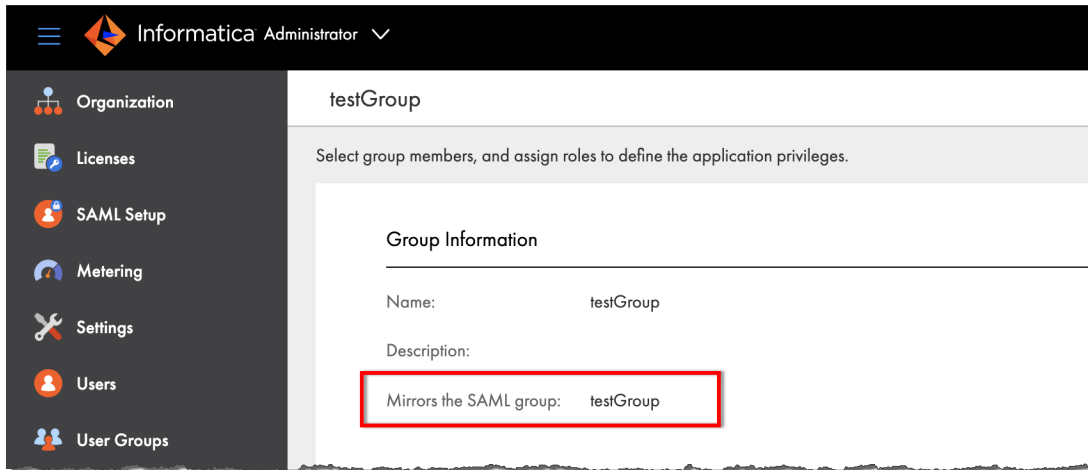 Informatica Administrator
Organization
Licenses
SAML Setup
Metering
Settings
Users
User Groups
testGroup
Select group members, and assign roles to define the application privileges.
Group Information
Name: testGroup
Description:
Mirrors the SAML group: testGroup